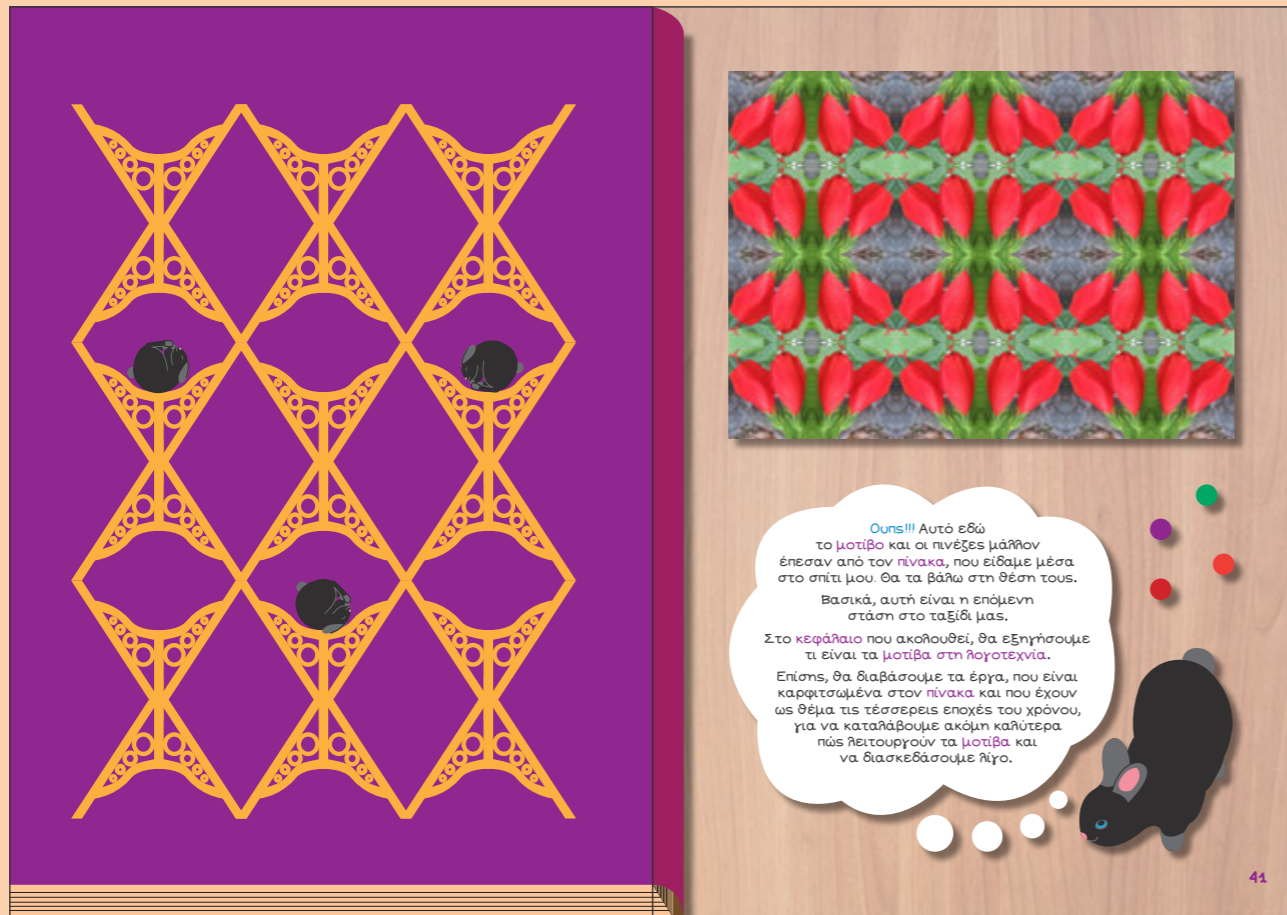 Ουπς!!! Αυτό εδώ
το μοτίβο και οι πινέζες μάλλον
έπεσαν από τον πίνακα, που είδαμε μέσα
στο σπίτι μου. Θα τα βάλω στη θέση τους.
Βασικά, αυτή είναι η επόμενη
στάση στο ταξίδι μας.
Στο κεφάλαιο που ακολουθεί, θα εξηγήσουμε
τι είναι τα μοτίβα στη λογοτεχνία.
Επίσης, θα διαβάσουμε τα έργα, που είναι
καρφιτσωμένα στον πίνακα και που έχουν
ως θέμα τις τέσσερεις εποχές του χρόνου,
για να καταλάβουμε ακόμη καλύτερα
πώς λειτουργούν τα μοτίβα και
να διασκεδάσουμε λίγο.
41